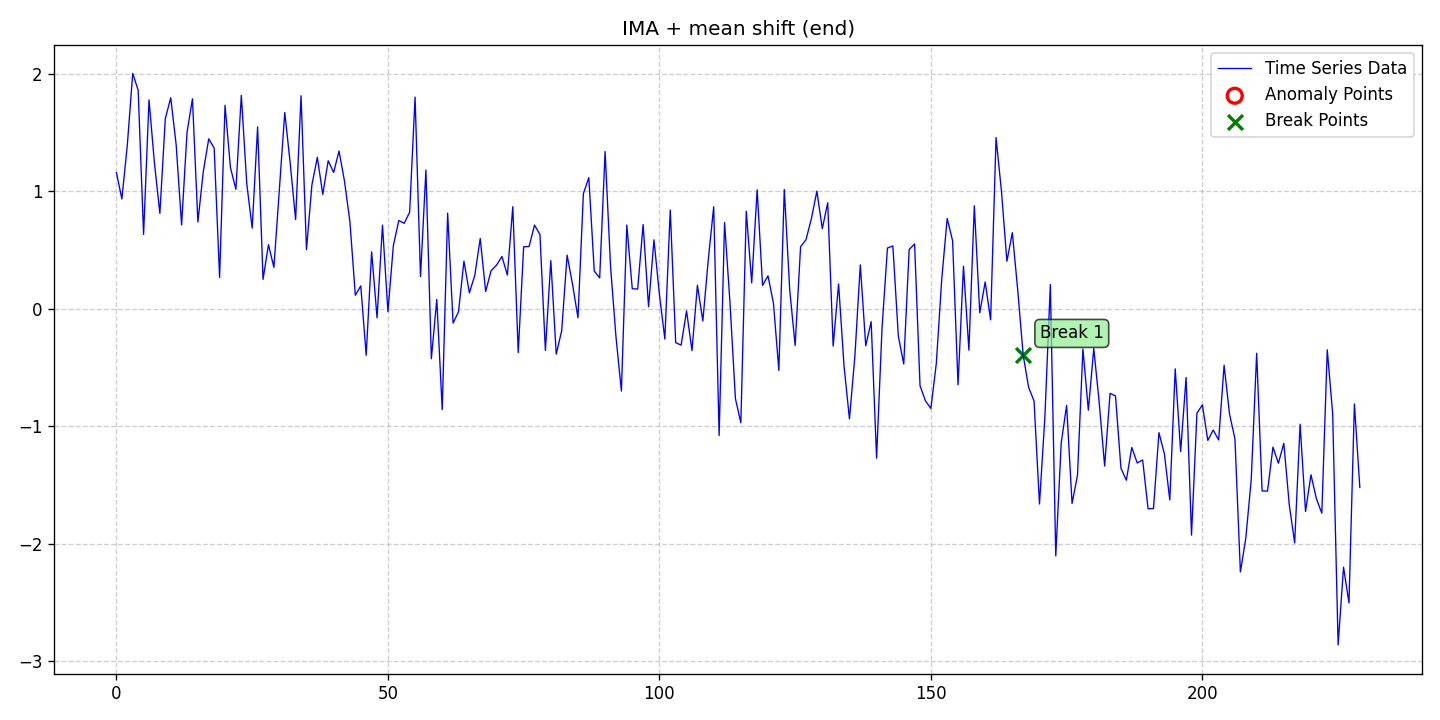 IMA + mean shift (end)
Time Series Data
Anomaly Points
Break Points
Break 1
2
1
0
−1
−2
−3
0 50 100 150 200